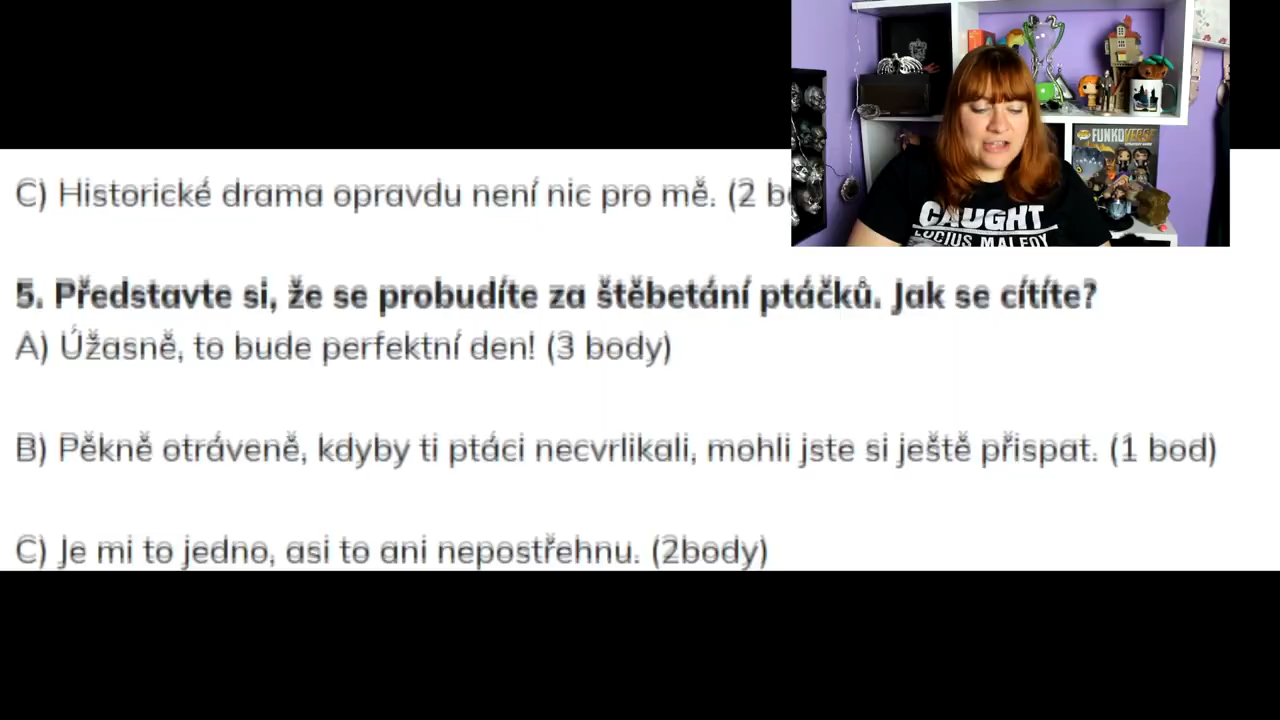 CAUGHT
LUCIUS MALFOY
FUNKOVERSE
C) Historické drama opravdu není nic pro mě. (2
5. Představte si, že se probudíte za štěbetání ptáčků. Jak se cítíte?
A) Úžasně, to bude perfektní den! (3 body)
B) Pěkně otráveně, kdyby ti ptáci necvrlikali, mohli jste si ještě přispat. (1 bod)
C) Je mi to jedno, asi to ani nepostřehnu. (2body)